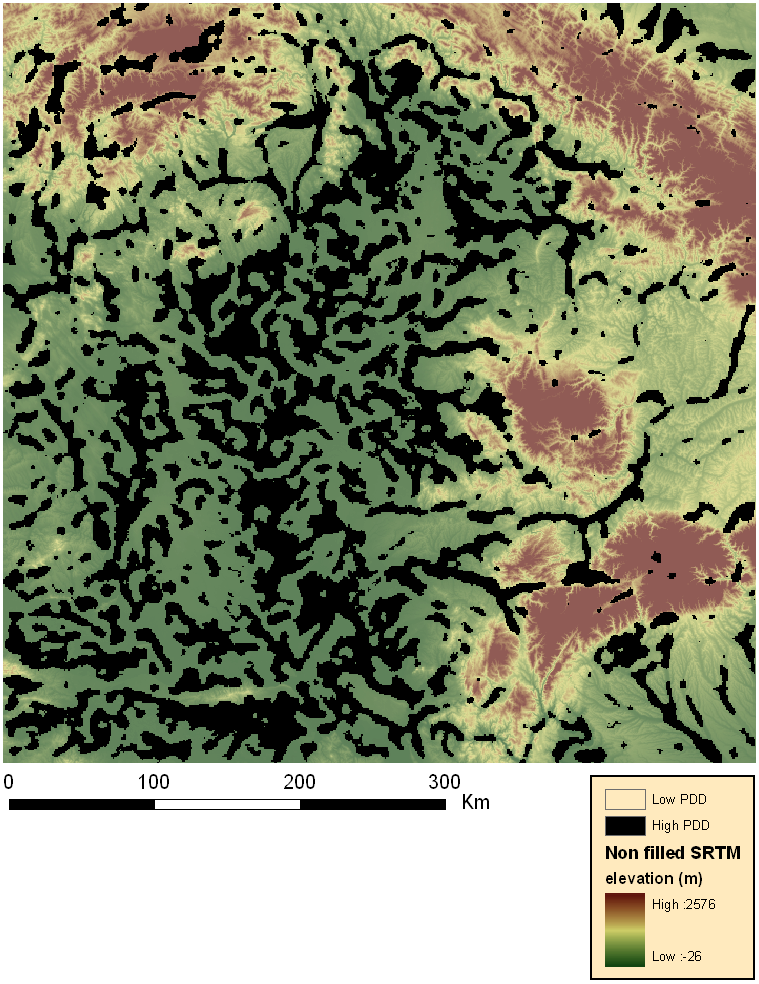 0 100 200 300
Km
Low PDD
High PDD
Non filled SRTM
elevation (m)
High :2576
Low :-26